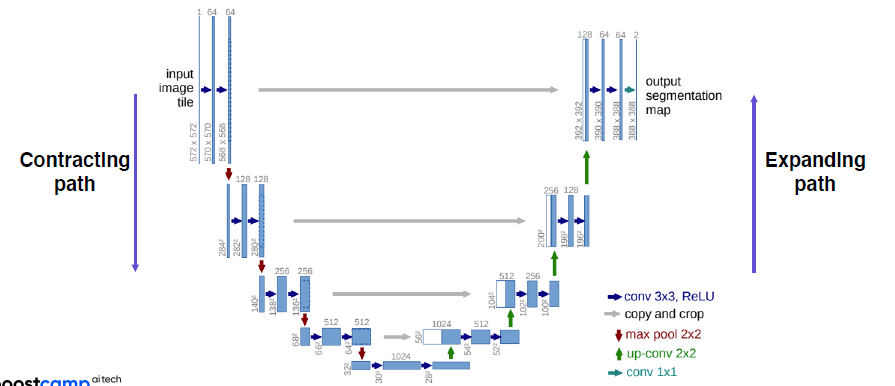 1 64 64
128 64 64 2
input
image
tile
output
segmentation
map
572 x 572
570 x 570
568 x 568
392 x 392
390 x 390
388 x 388
388 x 388
Contracting
path
Expanding
path
128 128
256 128
284²
282²
280²
200²
198²
196²
256 256
512 256
140²
138²
136²
104²
102²
100²
512 512
1024 512
68²
66²
64²
56²
54²
52²
1024
32²
30²
28²
conv 3x3, ReLU
copy and crop
max pool 2x2
up-conv 2x2
conv 1x1
boostcamp ai tech